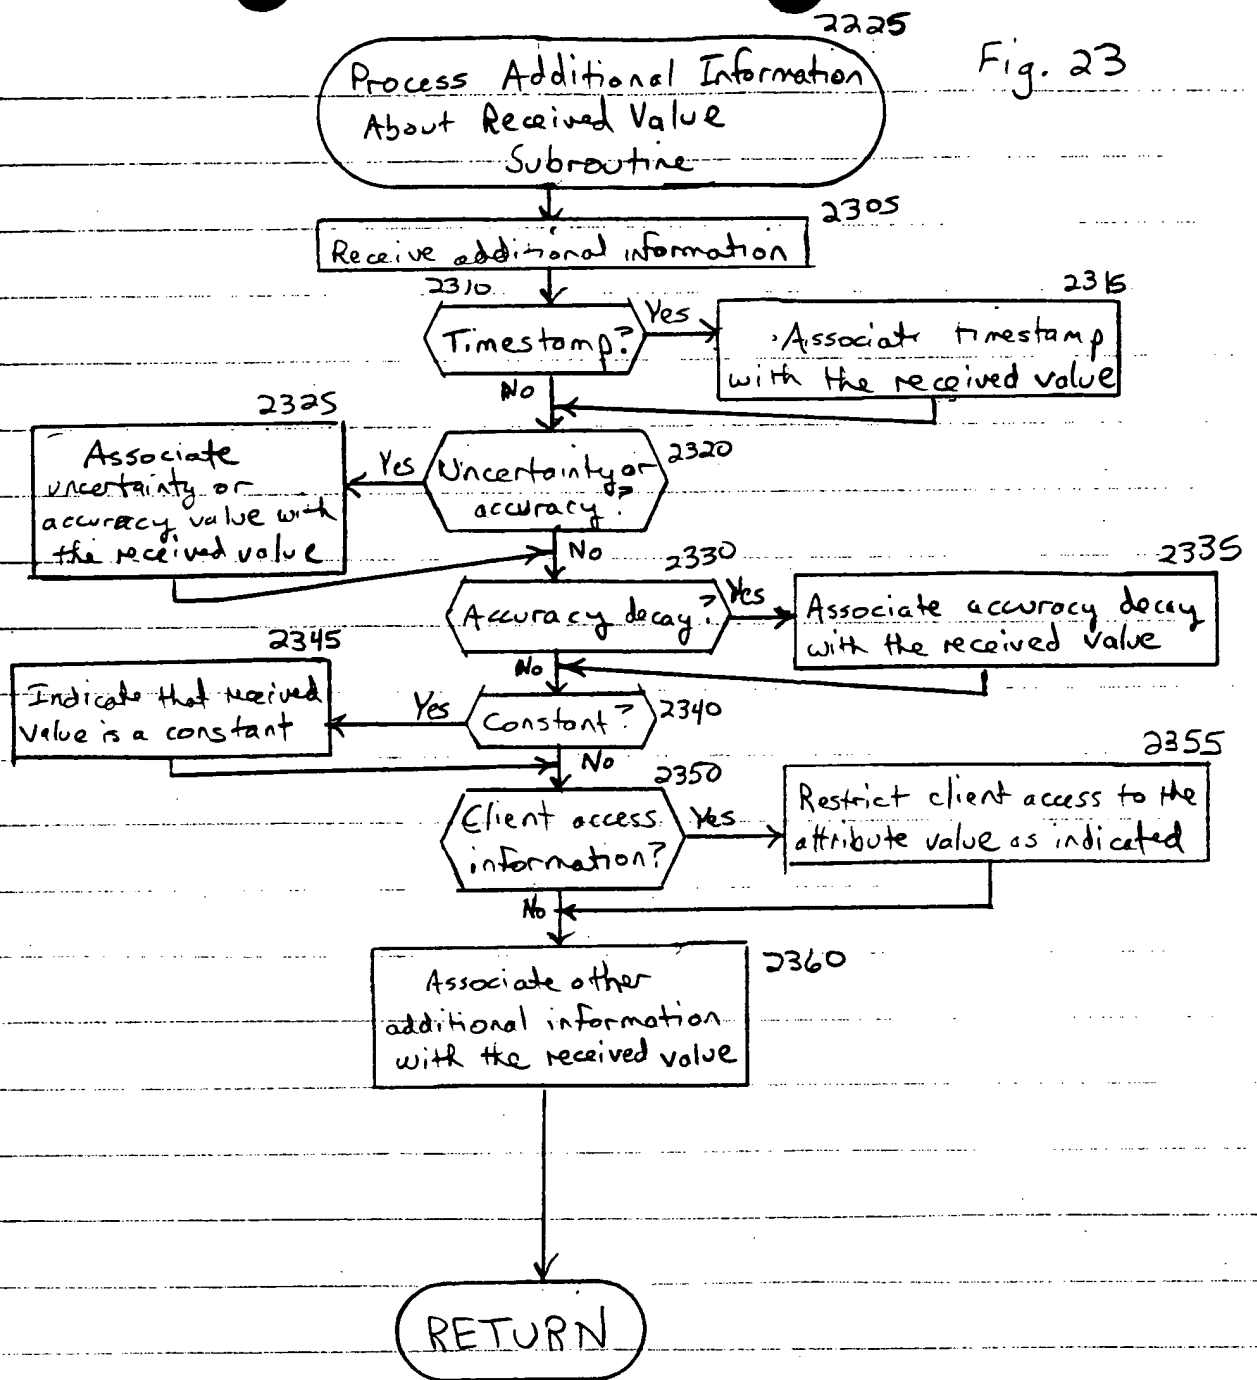 2225
Fig. 23
Process Additional Information
About Received Value
Subroutine
2305
Receive additional information
2310
Timestamp?
Yes
2315
Associate timestamp
with the received value
No
2325
Associate
uncertainty or
accuracy value with
the received value
Yes
Uncertainty or
accuracy?
2320
No
2330
Accuracy decay?
Yes
2335
Associate accuracy decay
with the received value
No
2345
Indicate that received
value is a constant
Yes
Constant?
2340
No
2350
Client access
information?
Yes
2355
Restrict client access to the
attribute value as indicated
No
2360
Associate other
additional information
with the received value
RETURN